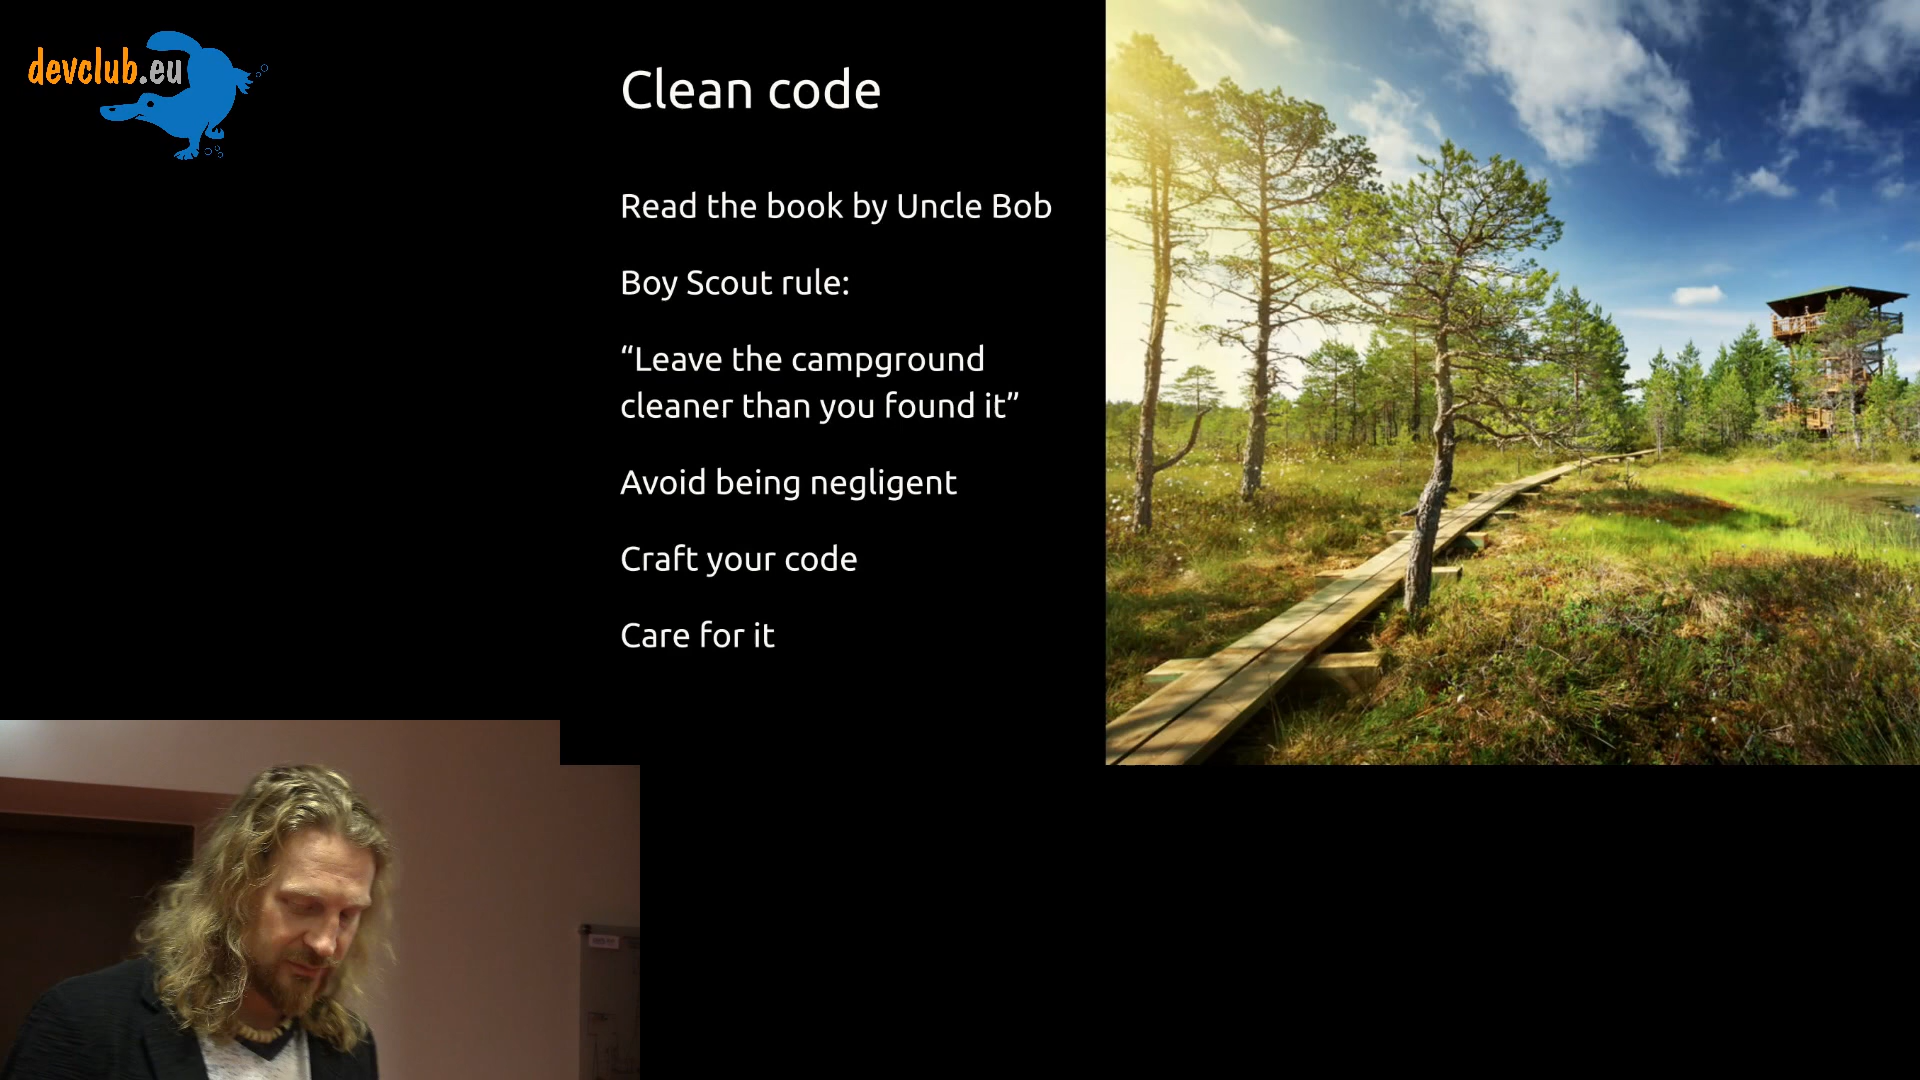 devclub.eu
Clean code
Read the book by Uncle Bob
Boy Scout rule:
“Leave the campground
cleaner than you found it”
Avoid being negligent
Craft your code
Care for it